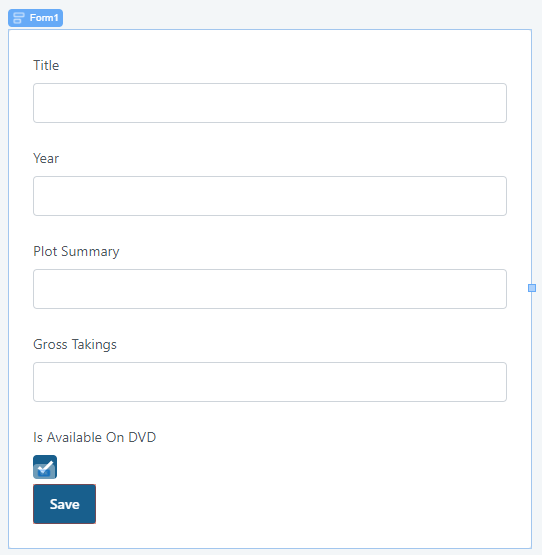 Form1
Title
Year
Plot Summary
Gross Takings
Is Available On DVD
Save